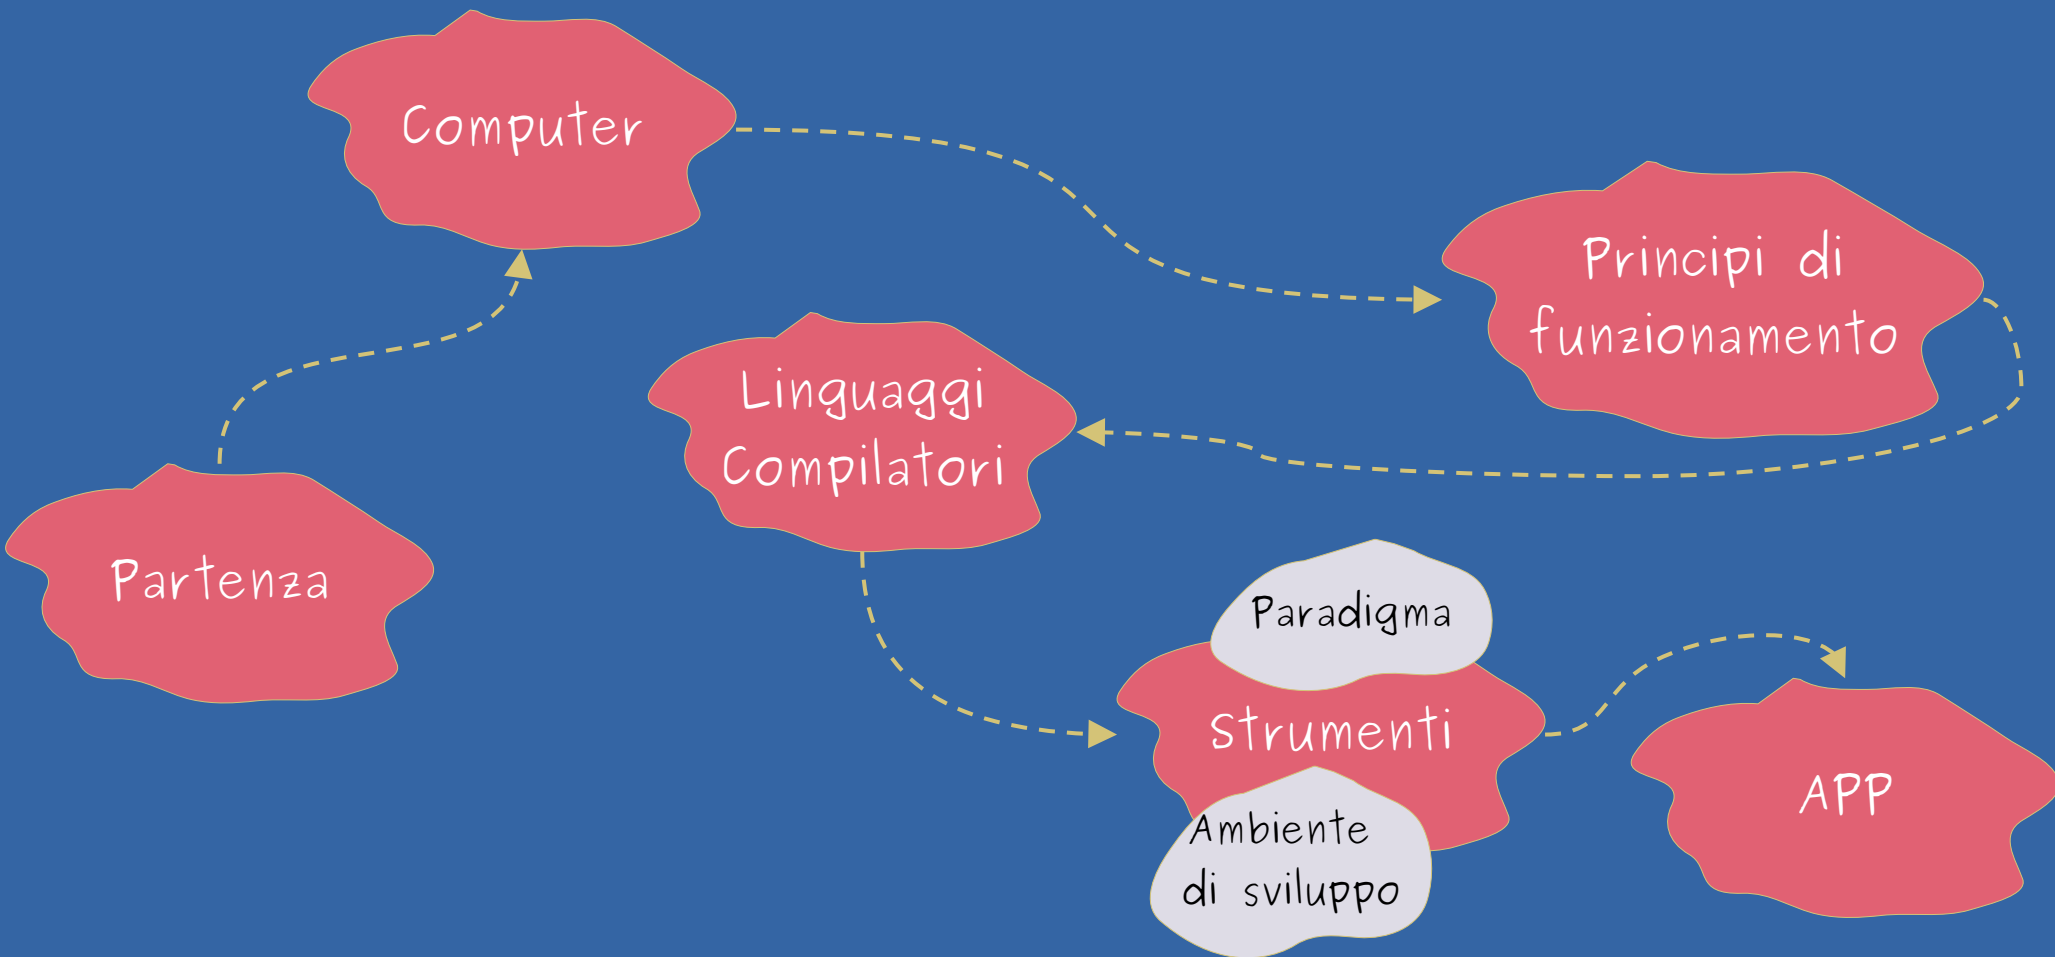 Computer
Principi di
funzionamento
Linguaggi
Compilatori
Partenza
Paradigma
Strumenti
Ambiente
di sviluppo
APP